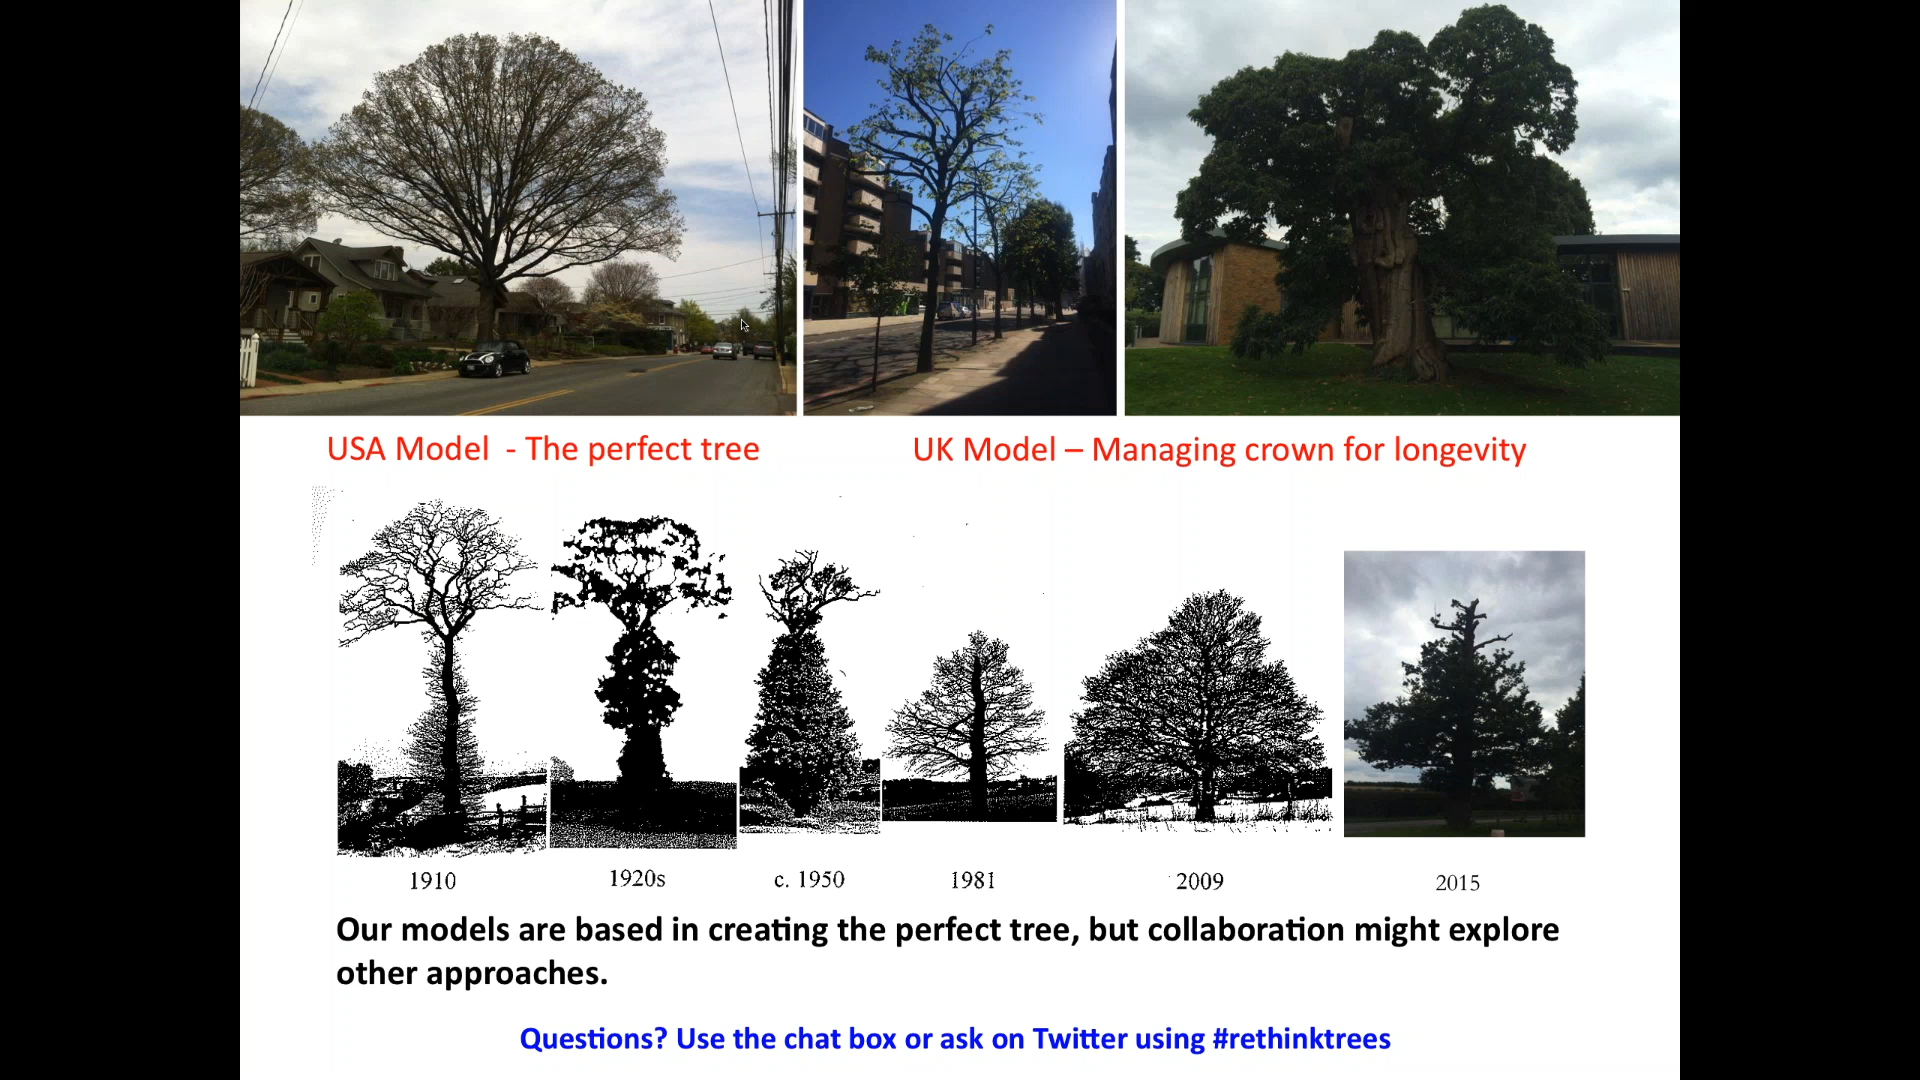 USA Model  - The perfect tree
UK Model – Managing crown for longevity
1910
1920s
c. 1950
1981
2009
2015
Our models are based in creating the perfect tree, but collaboration might explore
other approaches.
Questions? Use the chat box or ask on Twitter using #rethinktrees